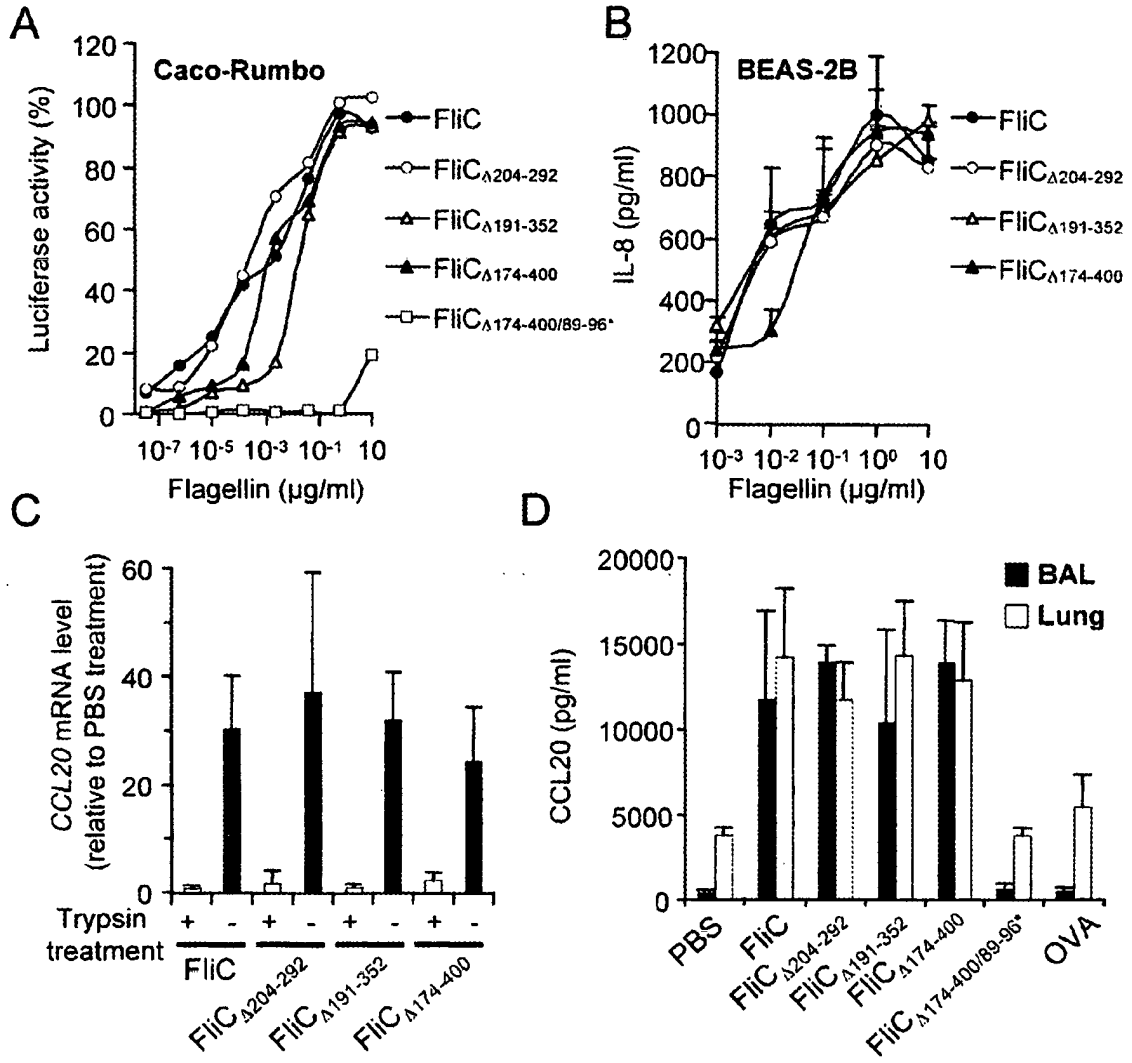 A
Caco-Rumbo
Luciferase activity (%)
120
100
80
60
40
20
0
10-7 10-5 10-3 10-1 10
Flagellin (µg/ml)
FliC
FliCΔ204-292
FliCΔ191-352
FliCΔ174-400
FliCΔ174-400/89-96*
B
BEAS-2B
IL-8 (pg/ml)
1200
1000
800
600
400
200
0
10-3 10-2 10-1 100 10
Flagellin (µg/ml)
FliC
FliCΔ204-292
FliCΔ191-352
FliCΔ174-400
C
CCL20 mRNA level
(relative to PBS treatment)
60
40
20
0
Trypsin
treatment
+ - + - + - + -
FliC
FliCΔ204-292
FliCΔ191-352
FliCΔ174-400
D
CCL20 (pg/ml)
20000
15000
10000
5000
0
BAL
Lung
PBS
FliC
FliCΔ204-292
FliCΔ191-352
FliCΔ174-400
FliCΔ174-400/89-96*
OVA